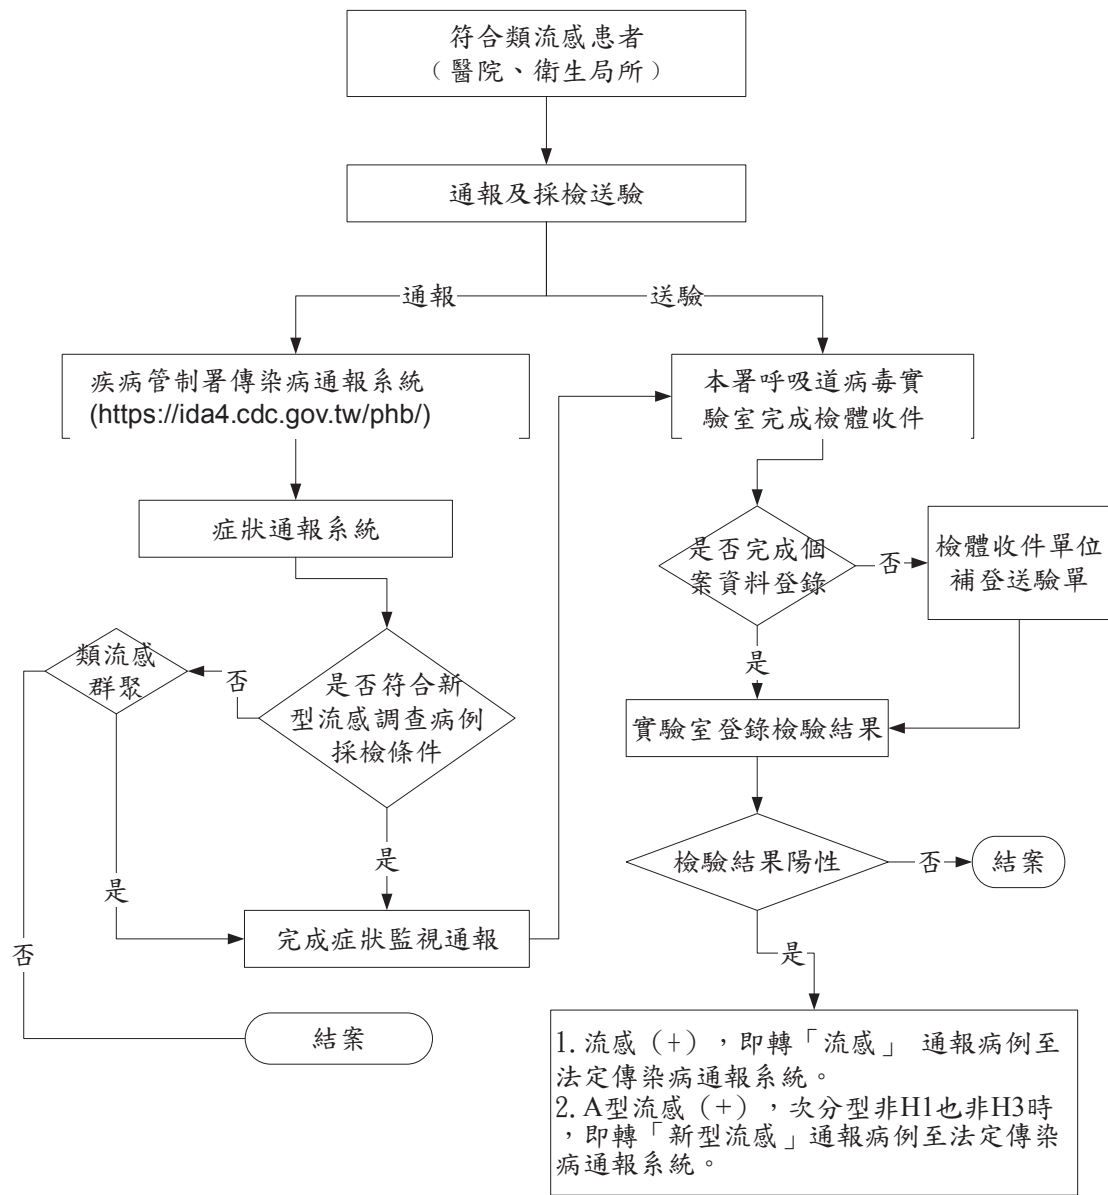 符合類流感患者
（醫院、衛生局所）
通報及採檢送驗
通報
送驗
疾病管制署傳染病通報系統
(https://ida4.cdc.gov.tw/phb/)
本署呼吸道病毒實
驗室完成檢體收件
症狀通報系統
是否完成個
案資料登錄
否
檢體收件單位
補登送驗單
類流感
群聚
否
是否符合新
型流感調查病例
採檢條件
是
實驗室登錄檢驗結果
是
是
檢驗結果陽性
否
結案
完成症狀監視通報
否
是
結案
1. 流感（+），即轉「流感」 通報病例至
法定傳染病通報系統。
2. A型流感（+），次分型非H1也非H3時
，即轉「新型流感」通報病例至法定傳染
病通報系統。